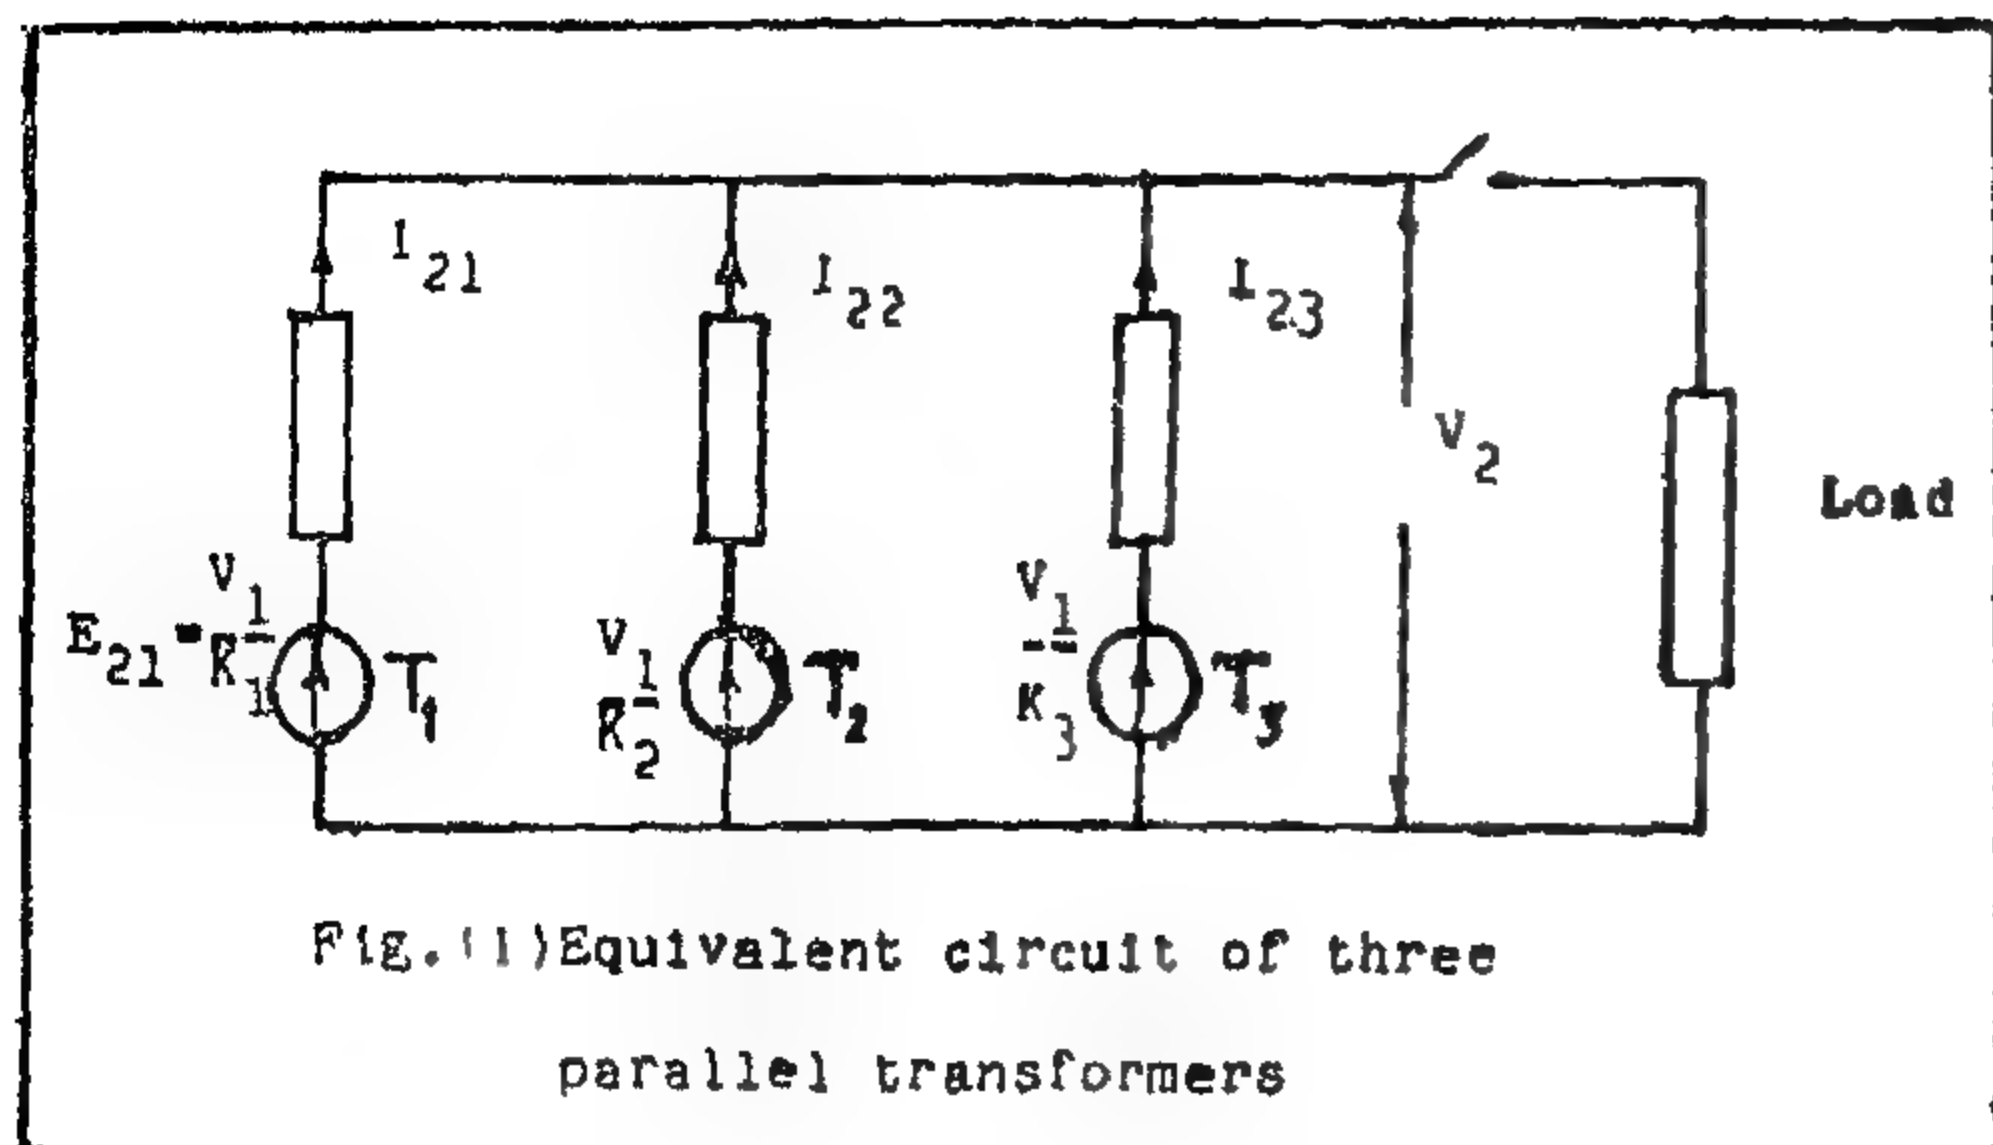 I21
I22
I23
V2
Load
E21=V1/K1
T1
V1/K2
T2
V1/K3
T3
Fig.(1)Equivalent circuit of three
parallel transformers